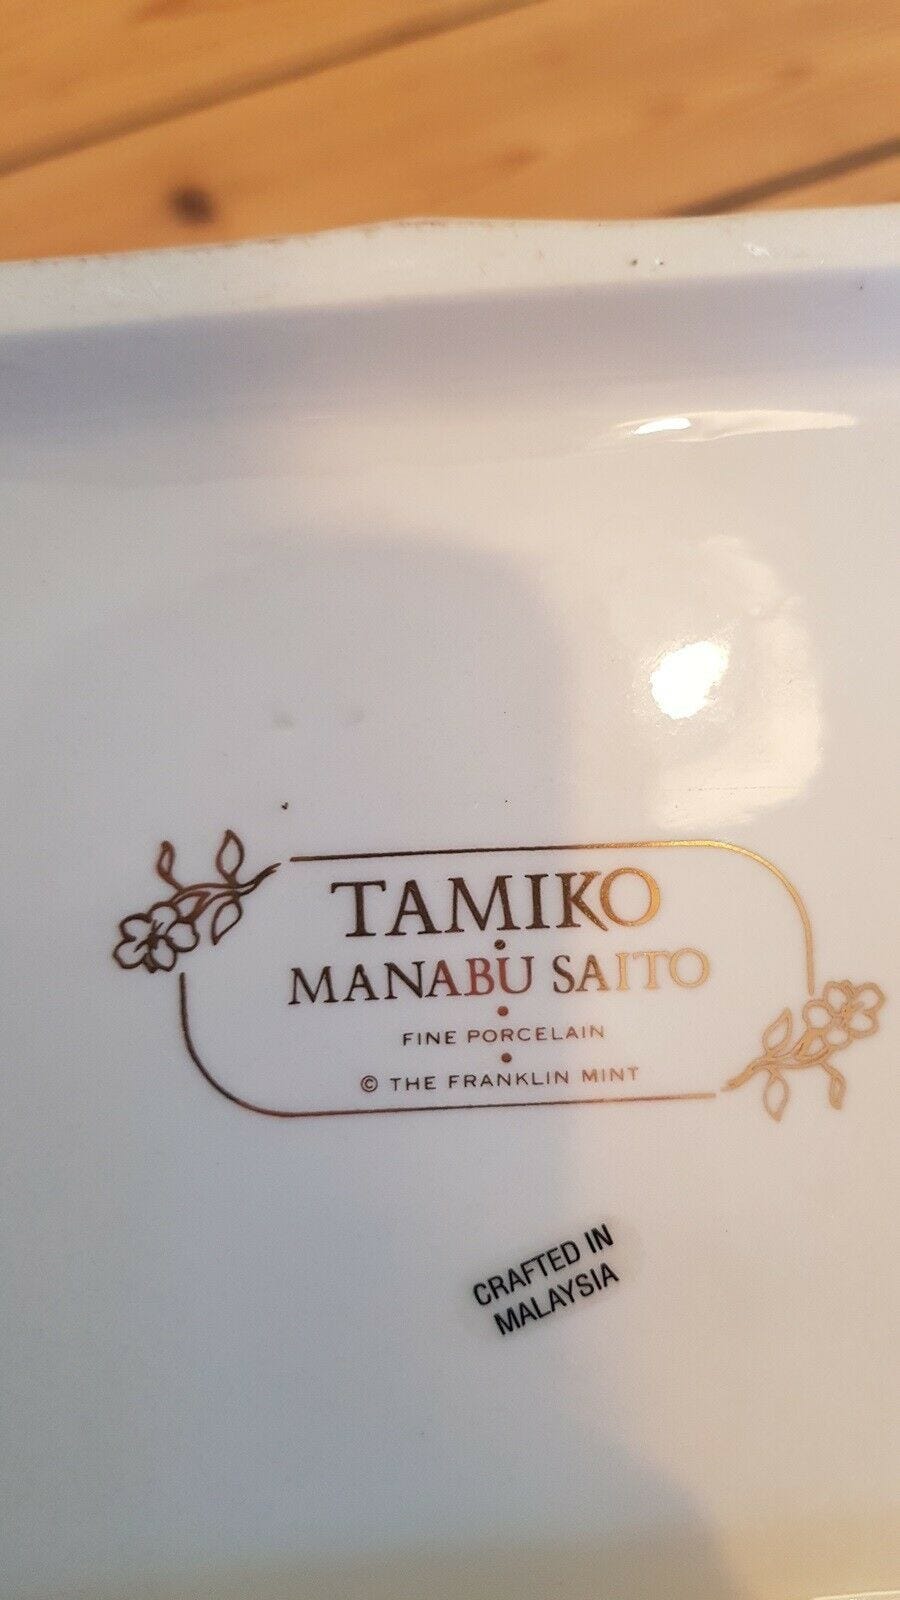 TAMIKO
MANABU SAITO
FINE PORCELAIN
© THE FRANKLIN MINT
CRAFTED IN
MALAYSIA